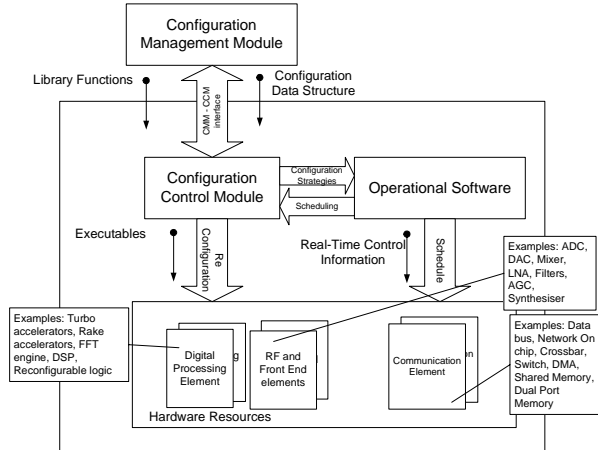 Configuration
Management Module
Library Functions
Configuration
Data Structure
CMM - CCM
interface
Configuration
Control Module
Configuration
Strategies
Scheduling
Operational Software
Executables
Re
Configuration
Real-Time Control
Information
Schedule
Examples: ADC,
DAC, Mixer,
LNA, Filters,
AGC,
Synthesiser
Examples: Turbo
accelerators, Rake
accelerators, FFT
engine, DSP,
Reconfigurable logic
Digital
Processing
Element
RF and
Front End
elements
Communication
Element
Examples: Data
bus, Network On
chip, Crossbar,
Switch, DMA,
Shared Memory,
Dual Port
Memory
Hardware Resources